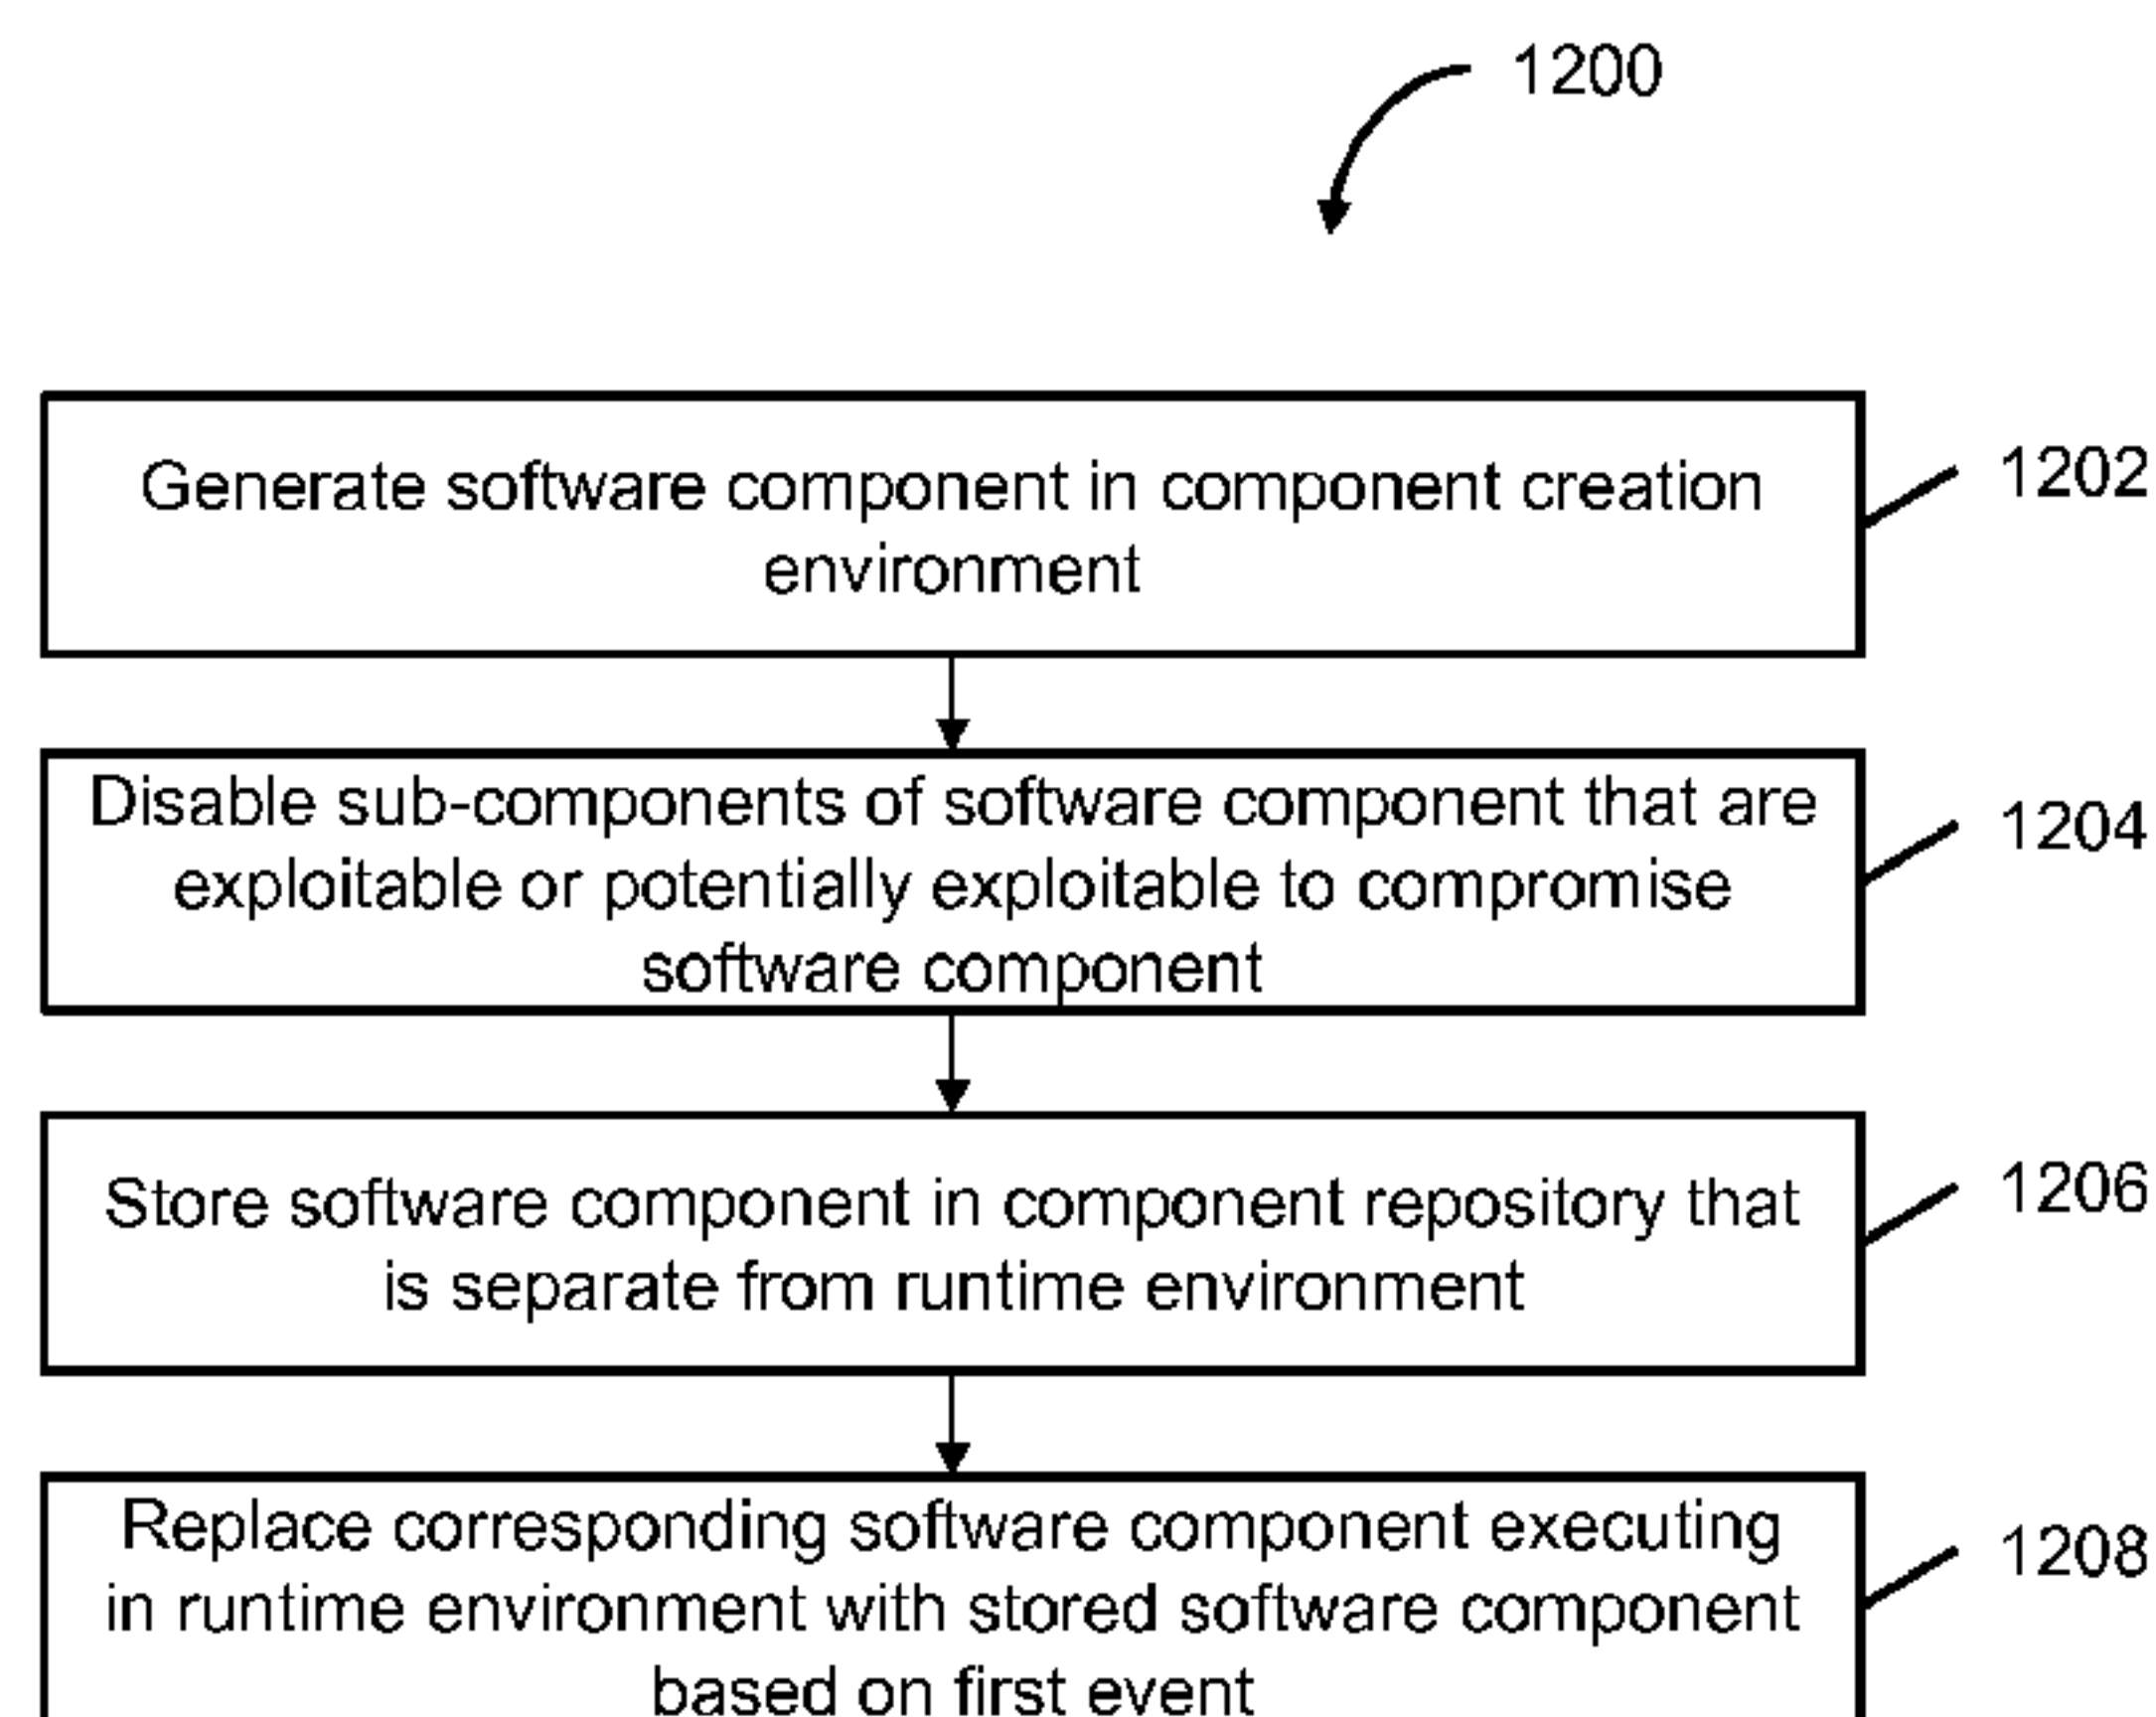 1200
Generate software component in component creation
environment
1202
Disable sub-components of software component that are
exploitable or potentially exploitable to compromise
software component
1204
Store software component in component repository that
is separate from runtime environment
1206
Replace corresponding software component executing
in runtime environment with stored software component
based on first event
1208